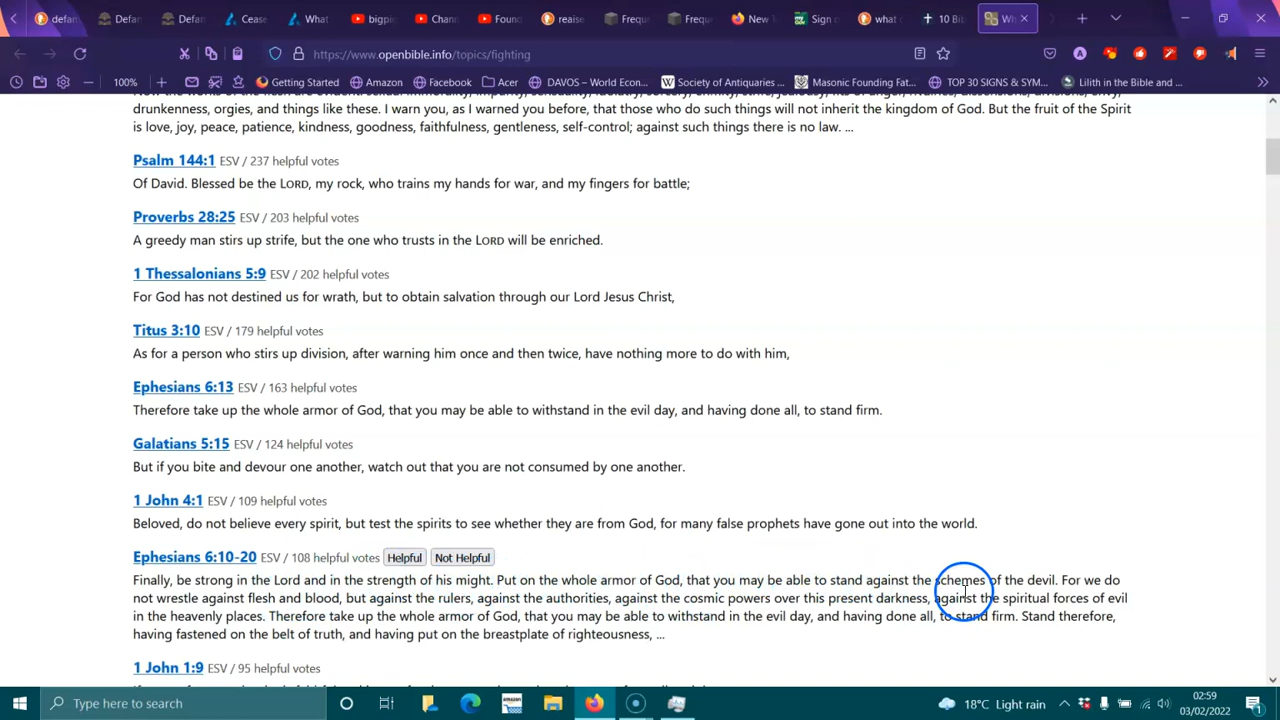 defan
Defan
Defan
Cease
What
bigpi
Chann
Found
reaise
Frequ
Frequ
New T
Sign o
what
10 Bib
Wh
https://www.openbible.info/topics/fighting
100%
Getting Started
Amazon
Facebook
Acer
DAVOS – World Econ...
Society of Antiquaries ...
Masonic Founding Fat...
TOP 30 SIGNS & SYM...
Lilith in the Bible and ...
drunkenness, orgies, and things like these. I warn you, as I warned you before, that those who do such things will not inherit the kingdom of God. But the fruit of the Spirit
is love, joy, peace, patience, kindness, goodness, faithfulness, gentleness, self-control; against such things there is no law. ...
Psalm 144:1 ESV / 237 helpful votes
Of David. Blessed be the LORD, my rock, who trains my hands for war, and my fingers for battle;
Proverbs 28:25 ESV / 203 helpful votes
A greedy man stirs up strife, but the one who trusts in the LORD will be enriched.
1 Thessalonians 5:9 ESV / 202 helpful votes
For God has not destined us for wrath, but to obtain salvation through our Lord Jesus Christ,
Titus 3:10 ESV / 179 helpful votes
As for a person who stirs up division, after warning him once and then twice, have nothing more to do with him,
Ephesians 6:13 ESV / 163 helpful votes
Therefore take up the whole armor of God, that you may be able to withstand in the evil day, and having done all, to stand firm.
Galatians 5:15 ESV / 124 helpful votes
But if you bite and devour one another, watch out that you are not consumed by one another.
1 John 4:1 ESV / 109 helpful votes
Beloved, do not believe every spirit, but test the spirits to see whether they are from God, for many false prophets have gone out into the world.
Ephesians 6:10-20 ESV / 108 helpful votes Helpful Not Helpful
Finally, be strong in the Lord and in the strength of his might. Put on the whole armor of God, that you may be able to stand against the schemes of the devil. For we do
not wrestle against flesh and blood, but against the rulers, against the authorities, against the cosmic powers over this present darkness, against the spiritual forces of evil
in the heavenly places. Therefore take up the whole armor of God, that you may be able to withstand in the evil day, and having done all, to stand firm. Stand therefore,
having fastened on the belt of truth, and having put on the breastplate of righteousness, ...
1 John 1:9 ESV / 95 helpful votes
Type here to search
18°C Light rain
02:59
03/02/2022